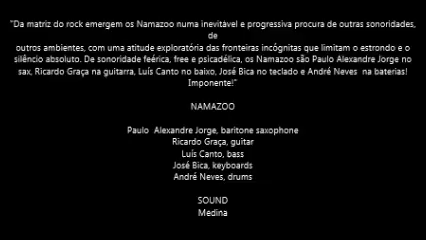 "Da matriz do rock emergem os Namazoo numa inevitável e progressiva procura de outras sonoridades,
de
outros ambientes, com uma atitude exploratória das fronteiras incógnitas que limitam o estrondo e o
silêncio absoluto. De sonoridade feérica, free e psicadélica, os Namazoo são Paulo Alexandre Jorge no
sax, Ricardo Graça na guitarra, Luís Canto no baixo, José Bica no teclado e André Neves na baterias!
Imponente!"
NAMAZOO
Paulo Alexandre Jorge, baritone saxophone
Ricardo Graça, guitar
Luís Canto, bass
José Bica, keyboards
André Neves, drums
SOUND
Medina